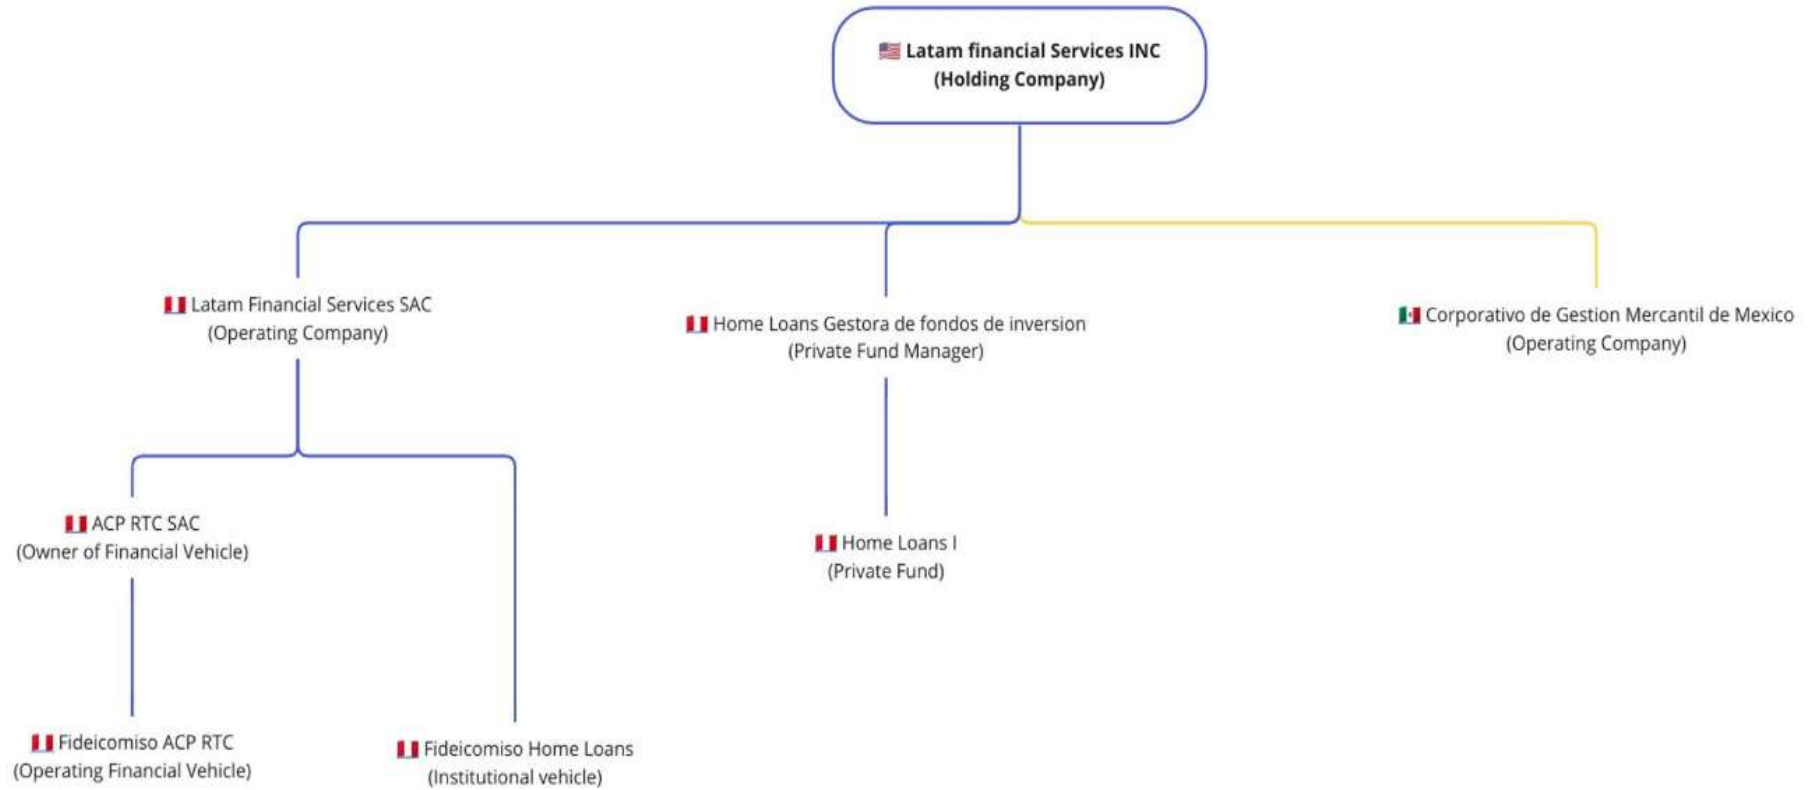 Latam financial Services INC
(Holding Company)
Latam Financial Services SAC
(Operating Company)
Home Loans Gestora de fondos de inversion
(Private Fund Manager)
Corporativo de Gestion Mercantil de Mexico
(Operating Company)
ACP RTC SAC
(Owner of Financial Vehicle)
Home Loans I
(Private Fund)
Fideicomiso ACP RTC
(Operating Financial Vehicle)
Fideicomiso Home Loans
(Institutional vehicle)